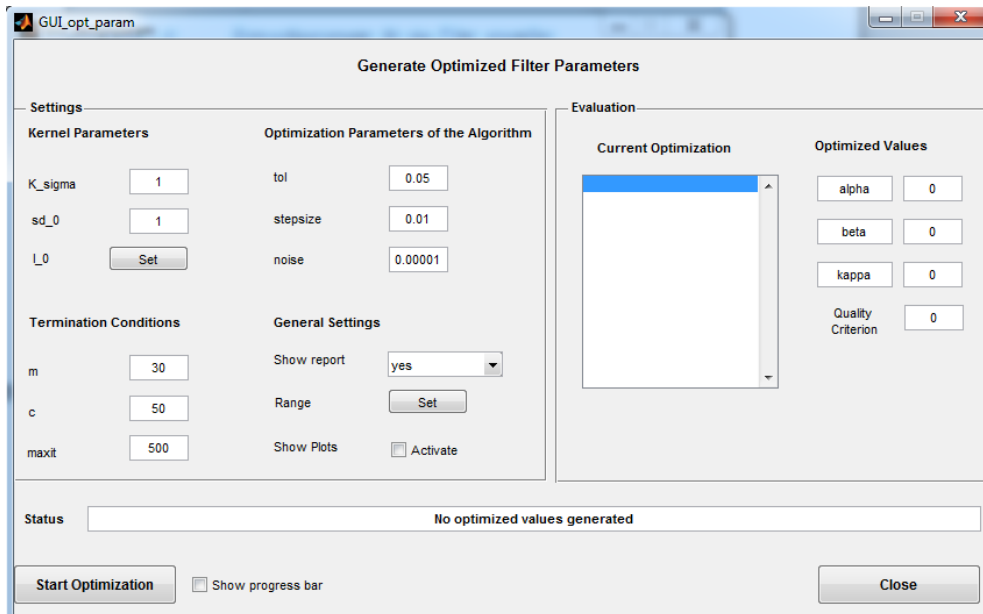 GUI_opt_param
Generate Optimized Filter Parameters
Settings
Kernel Parameters
K_sigma 1
sd_0 1
l_0 Set
Optimization Parameters of the Algorithm
tol 0.05
stepsize 0.01
noise 0.00001
Termination Conditions
m 30
c 50
maxit 500
General Settings
Show report yes
Range Set
Show Plots Activate
Evaluation
Current Optimization
Optimized Values
alpha 0
beta 0
kappa 0
Quality
Criterion 0
Status No optimized values generated
Start Optimization Show progress bar Close